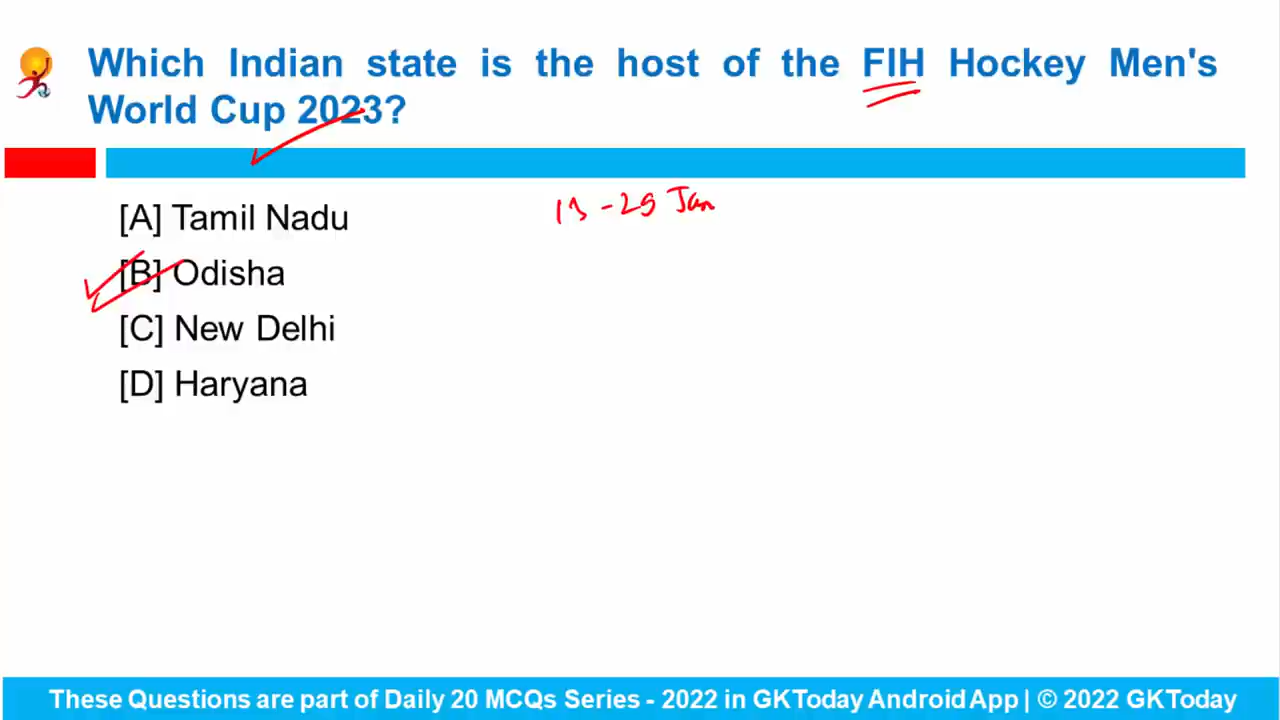 Which Indian state is the host of the FIH Hockey Men's
World Cup 2023?
[A] Tamil Nadu
13 - 29 Jan
[B] Odisha
[C] New Delhi
[D] Haryana
These Questions are part of Daily 20 MCQs Series - 2022 in GKToday Android App | © 2022 GKToday